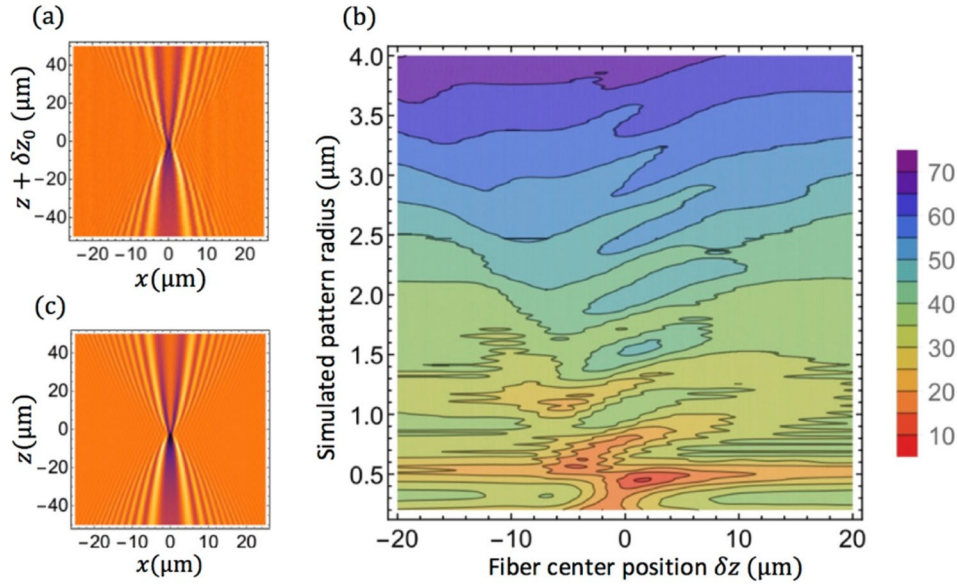 (a)
z + δz₀ (μm)
40
20
0
−20
−40
−20 −10 0 10 20
x(μm)
(c)
z(μm)
40
20
0
−20
−40
−20 −10 0 10 20
x(μm)
(b)
Simulated pattern radius (μm)
4.0
3.5
3.0
2.5
2.0
1.5
1.0
0.5
−20 −10 0 10 20
Fiber center position δz (μm)
70
60
50
40
30
20
10